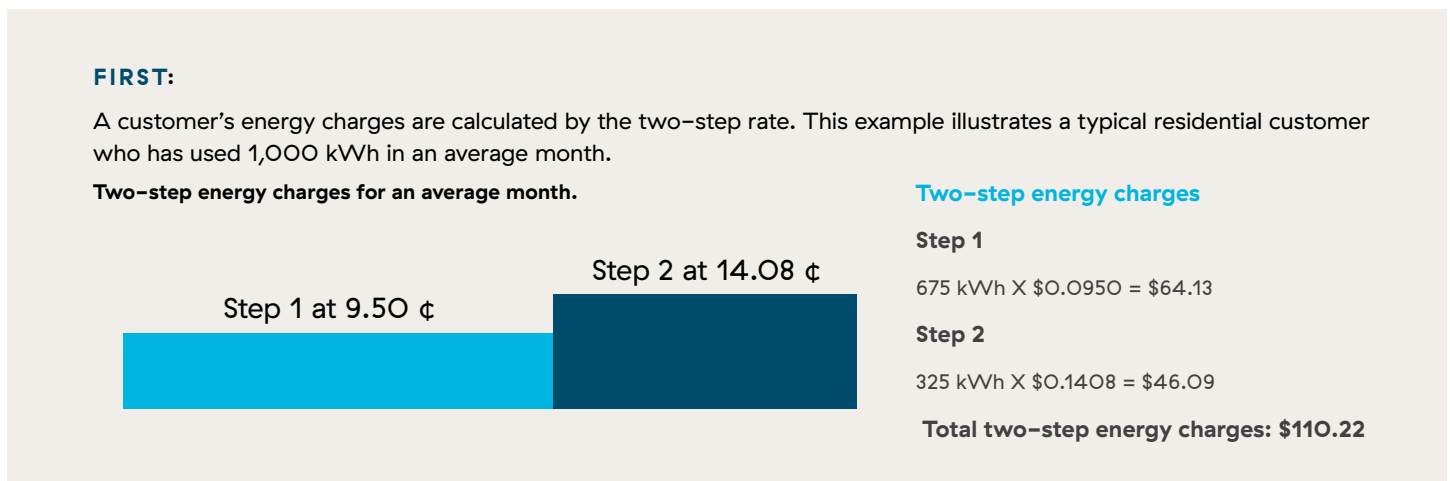 FIRST:
A customer's energy charges are calculated by the two-step rate. This example illustrates a typical residential customer
who has used 1,000 kWh in an average month.
Two-step energy charges for an average month.
Step 1 at 9.50 ¢
Step 2 at 14.08 ¢
Two-step energy charges
Step 1
675 kWh X $0.0950 = $64.13
Step 2
325 kWh X $0.1408 = $46.09
Total two-step energy charges: $110.22